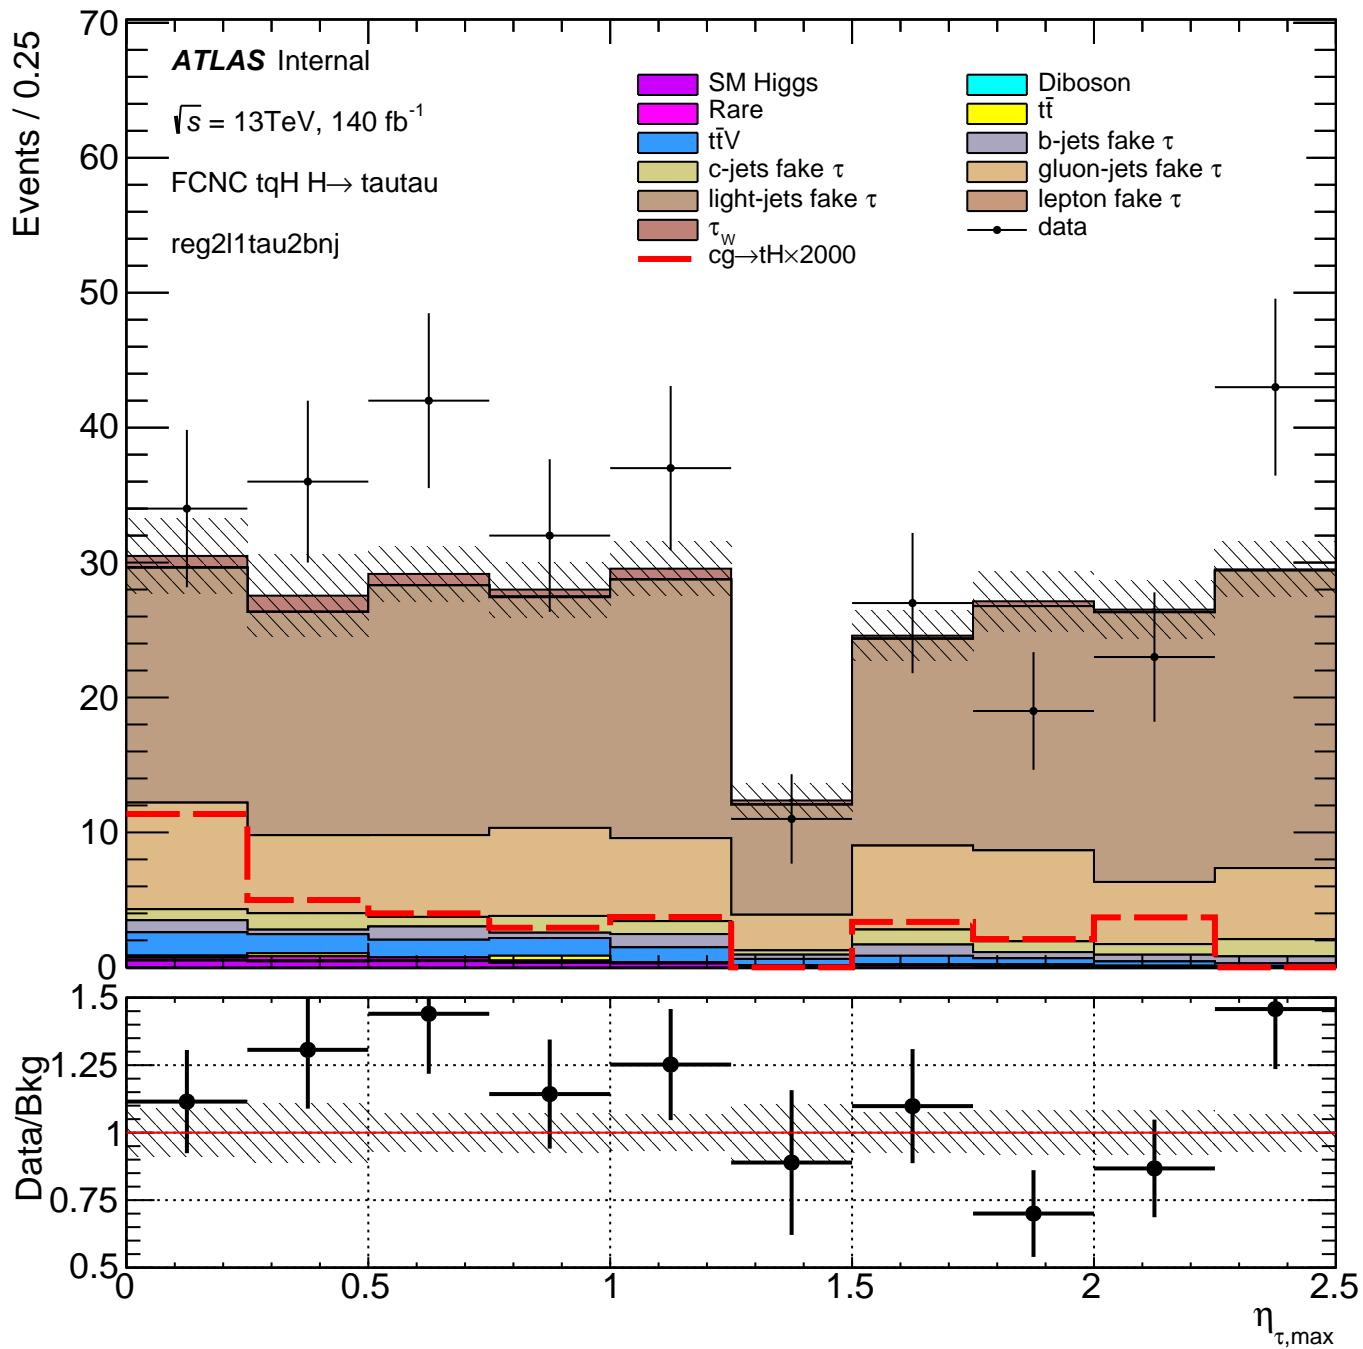 Events / 0.25
70
60
50
40
30
20
10
0
ATLAS Internal
√s = 13TeV, 140 fb⁻¹
FCNC tqH H→ tautau
reg2l1tau2bnj
SM Higgs
Rare
tt̄V
c-jets fake τ
light-jets fake τ
τ_W
cg→tH×2000
Diboson
tt̄
b-jets fake τ
gluon-jets fake τ
lepton fake τ
data
Data/Bkg
1.5
1.25
1
0.75
0.5
0 0.5 1 1.5 2 2.5
η_τ,max